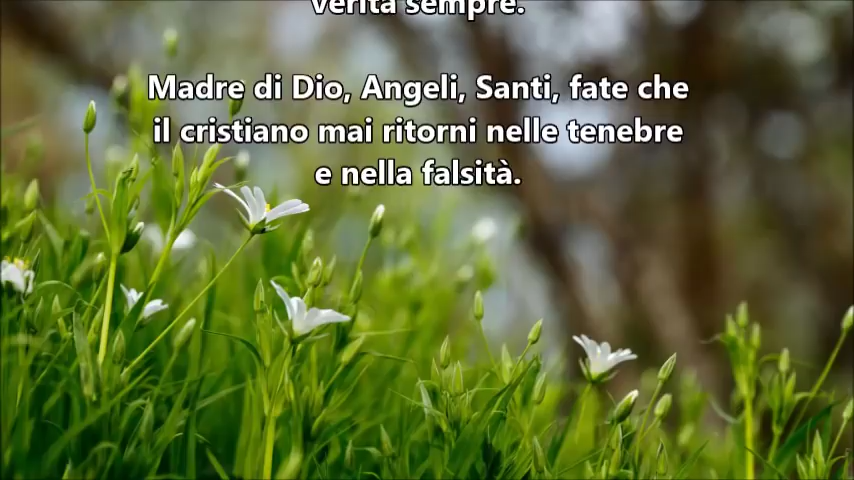 verità sempre.
Madre di Dio, Angeli, Santi, fate che
il cristiano mai ritorni nelle tenebre
e nella falsità.